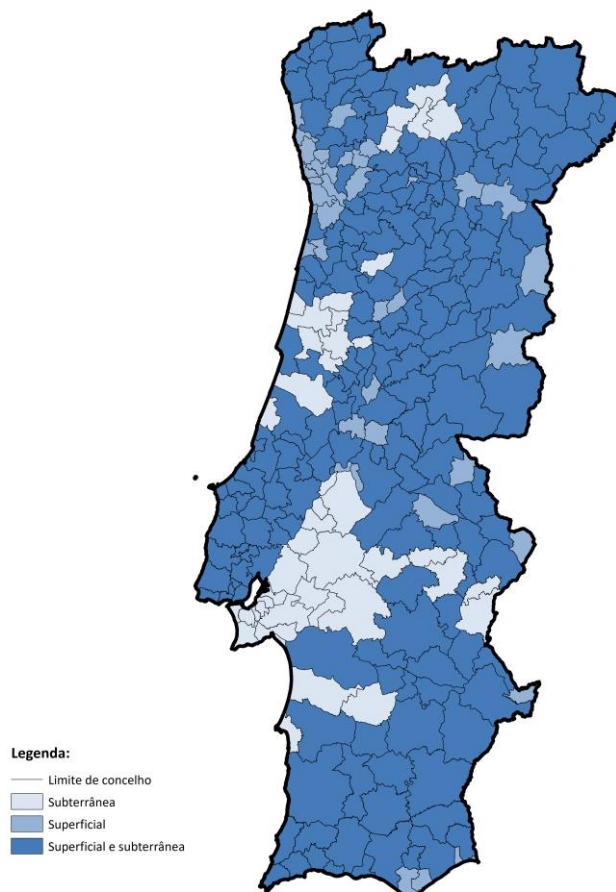 Legenda:
Limite de concelho
Subterrânea
Superficial
Superficial e subterrânea